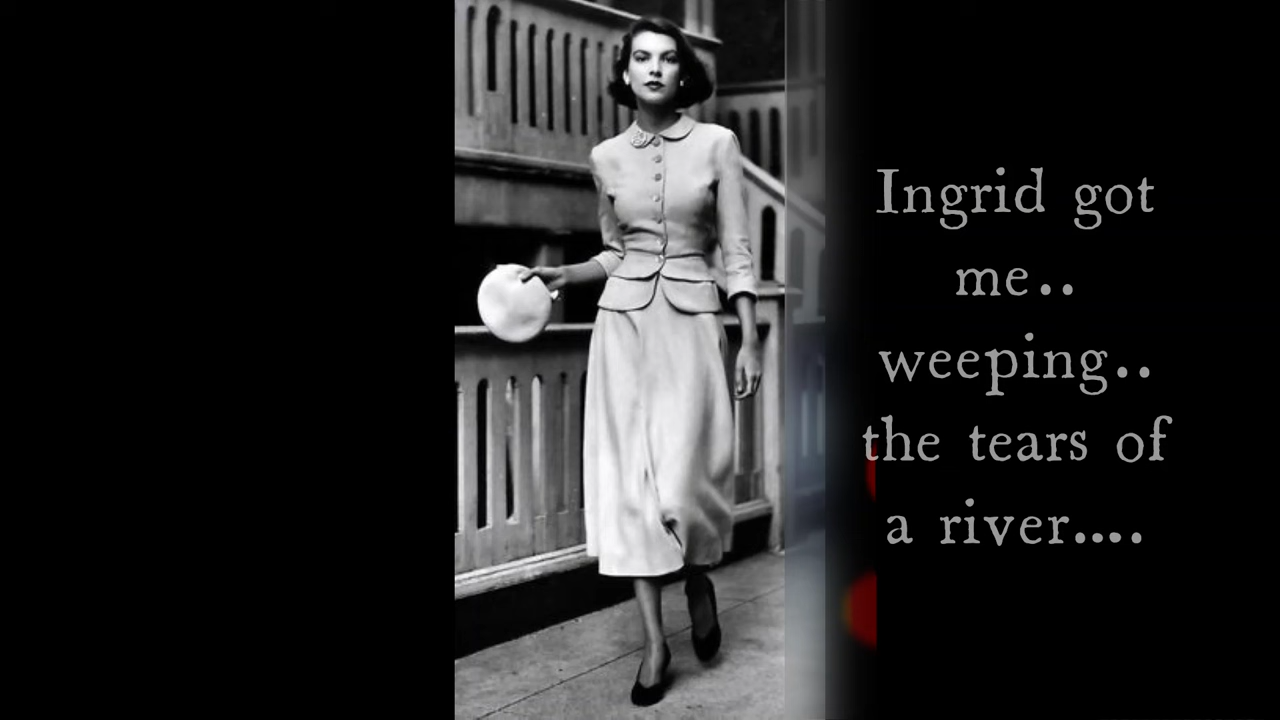 Ingrid got
me..
weeping..
the tears of
a river....